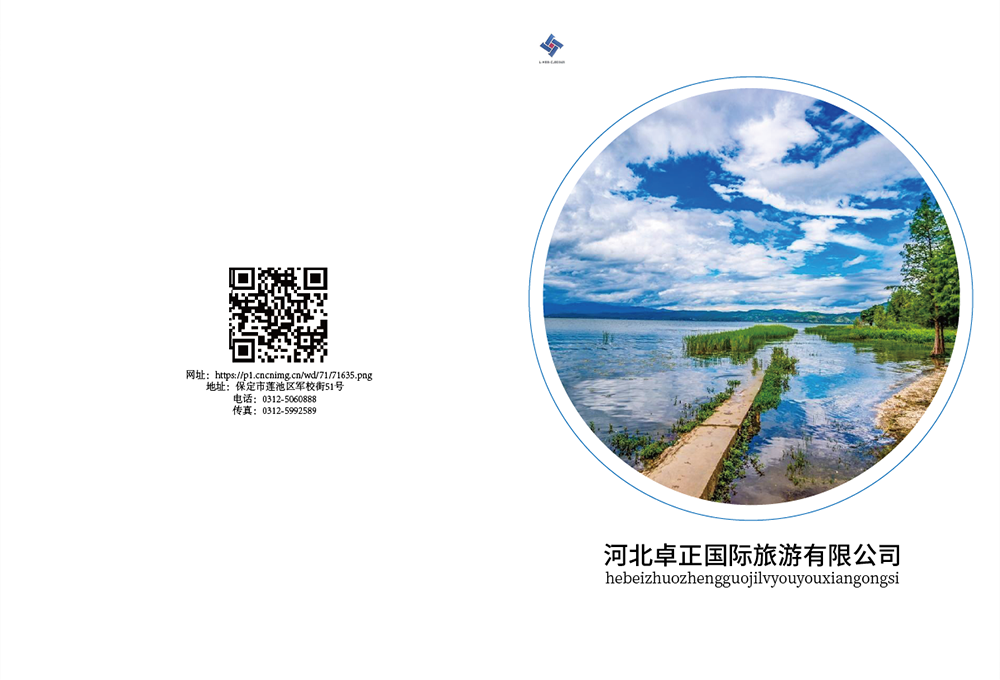 网址：https://p1.cncnimg.cn/wd/71/71635.png
地址：保定市莲池区军校街51号
电话：0312-5060888
传真：0312-5992589
河北卓正国际旅游有限公司
hebeizhuozhengguojilvyouyouxiangongsi